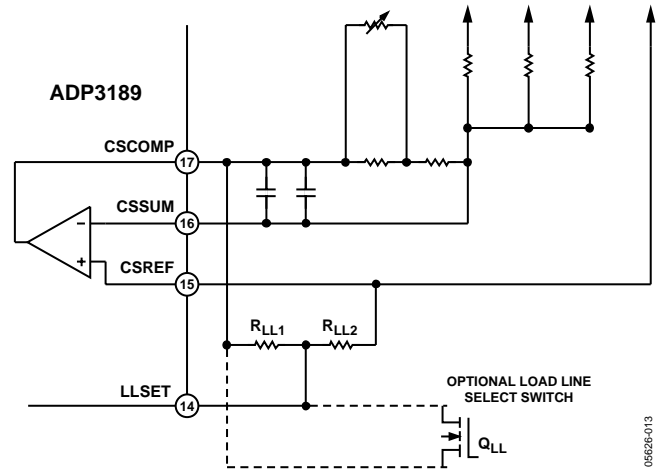 ADP3189
CSCOMP
17
CSSUM
16
CSREF
15
RLL1
RLL2
LLSET
14
OPTIONAL LOAD LINE
SELECT SWITCH
QLL
–
+
05626-013